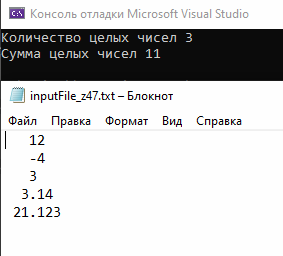 Консоль отладки Microsoft Visual Studio
Количество целых чисел 3
Сумма целых чисел 11
inputFile_z47.txt – Блокнот
Файл Правка Формат Вид Справка
12
-4
3
3.14
21.123